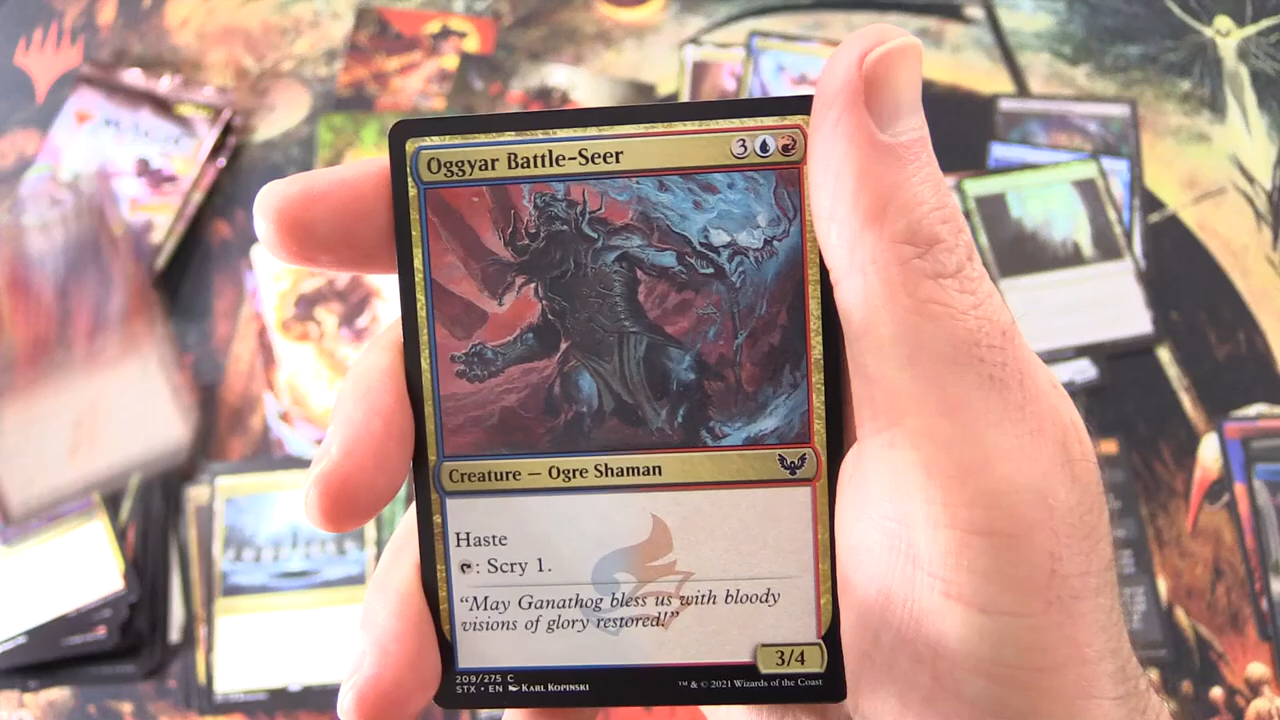 Oggyar Battle-Seer 3
Creature — Ogre Shaman
Haste
: Scry 1.
“May Ganathog bless us with bloody
visions of glory restored!”
3/4
209/275 C
STX • EN Karl Kopinski
™ & © 2021 Wizards of the Coast